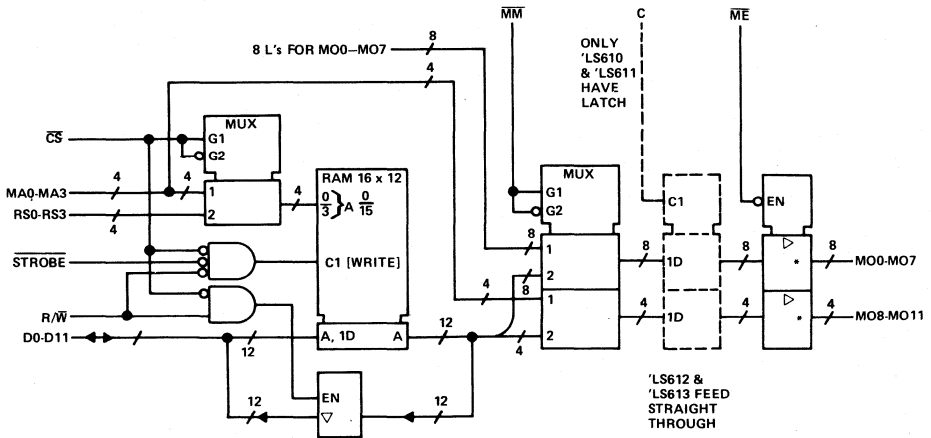 MM
C
ME
8 L's FOR MO0–MO7
8
4
ONLY
'LS610
& 'LS611
HAVE
LATCH
CS
MUX
G1
G2
MA0-MA3
4
4
1
4
RS0-RS3
4
2
RAM 16 x 12
0
3
} A
0
15
STROBE
C1 [WRITE]
R/W
D0-D11
12
A, 1D
A
12
EN
12
12
MUX
G1
G2
8
1
2
8
4
1
4
2
C1
8
1D
8
4
1D
4
EN
*
8
MO0-MO7
*
4
MO8-MO11
'LS612 &
'LS613 FEED
STRAIGHT
THROUGH